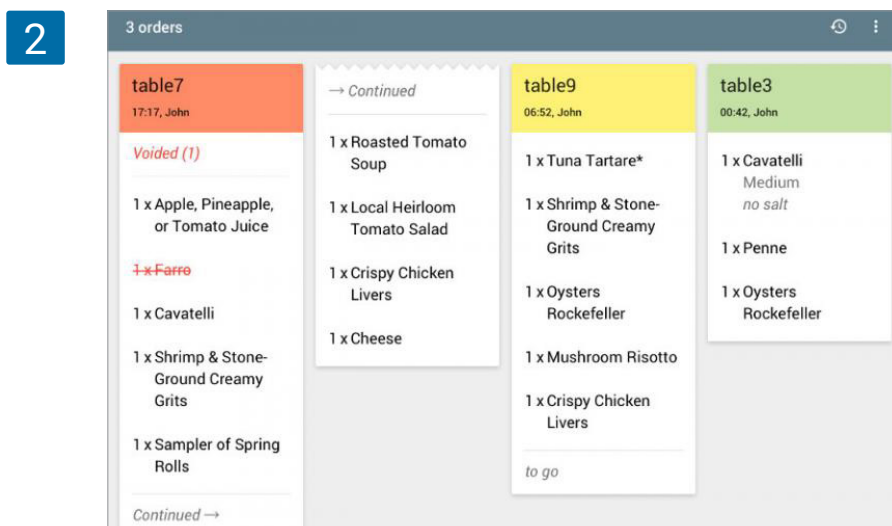 2
3 orders
table7
17:17, John
Voided (1)
1 x Apple, Pineapple,
or Tomato Juice
1 x Farro
1 x Cavatelli
1 x Shrimp & Stone-
Ground Creamy
Grits
1 x Sampler of Spring
Rolls
Continued →
→ Continued
1 x Roasted Tomato
Soup
1 x Local Heirloom
Tomato Salad
1 x Crispy Chicken
Livers
1 x Cheese
table9
06:52, John
1 x Tuna Tartare*
1 x Shrimp & Stone-
Ground Creamy
Grits
1 x Oysters
Rockefeller
1 x Mushroom Risotto
1 x Crispy Chicken
Livers
to go
table3
00:42, John
1 x Cavatelli
Medium
no salt
1 x Penne
1 x Oysters
Rockefeller